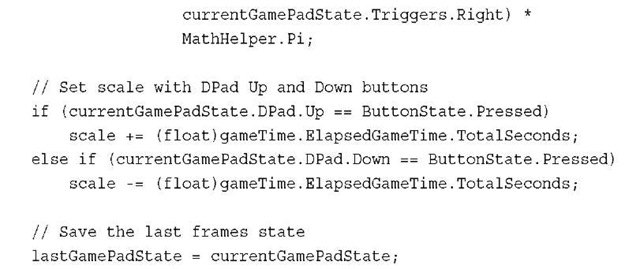 currentGamePadState.Triggers.Right) *
MathHelper.Pi;
// Set scale with DPad Up and Down buttons
if (currentGamePadState.DPad.Up == ButtonState.Pressed)
scale += (float)gameTime.ElapsedGameTime.TotalSeconds;
else if (currentGamePadState.DPad.Down == ButtonState.Pressed)
scale -= (float)gameTime.ElapsedGameTime.TotalSeconds;
// Save the last frames state
lastGamePadState = currentGamePadState;